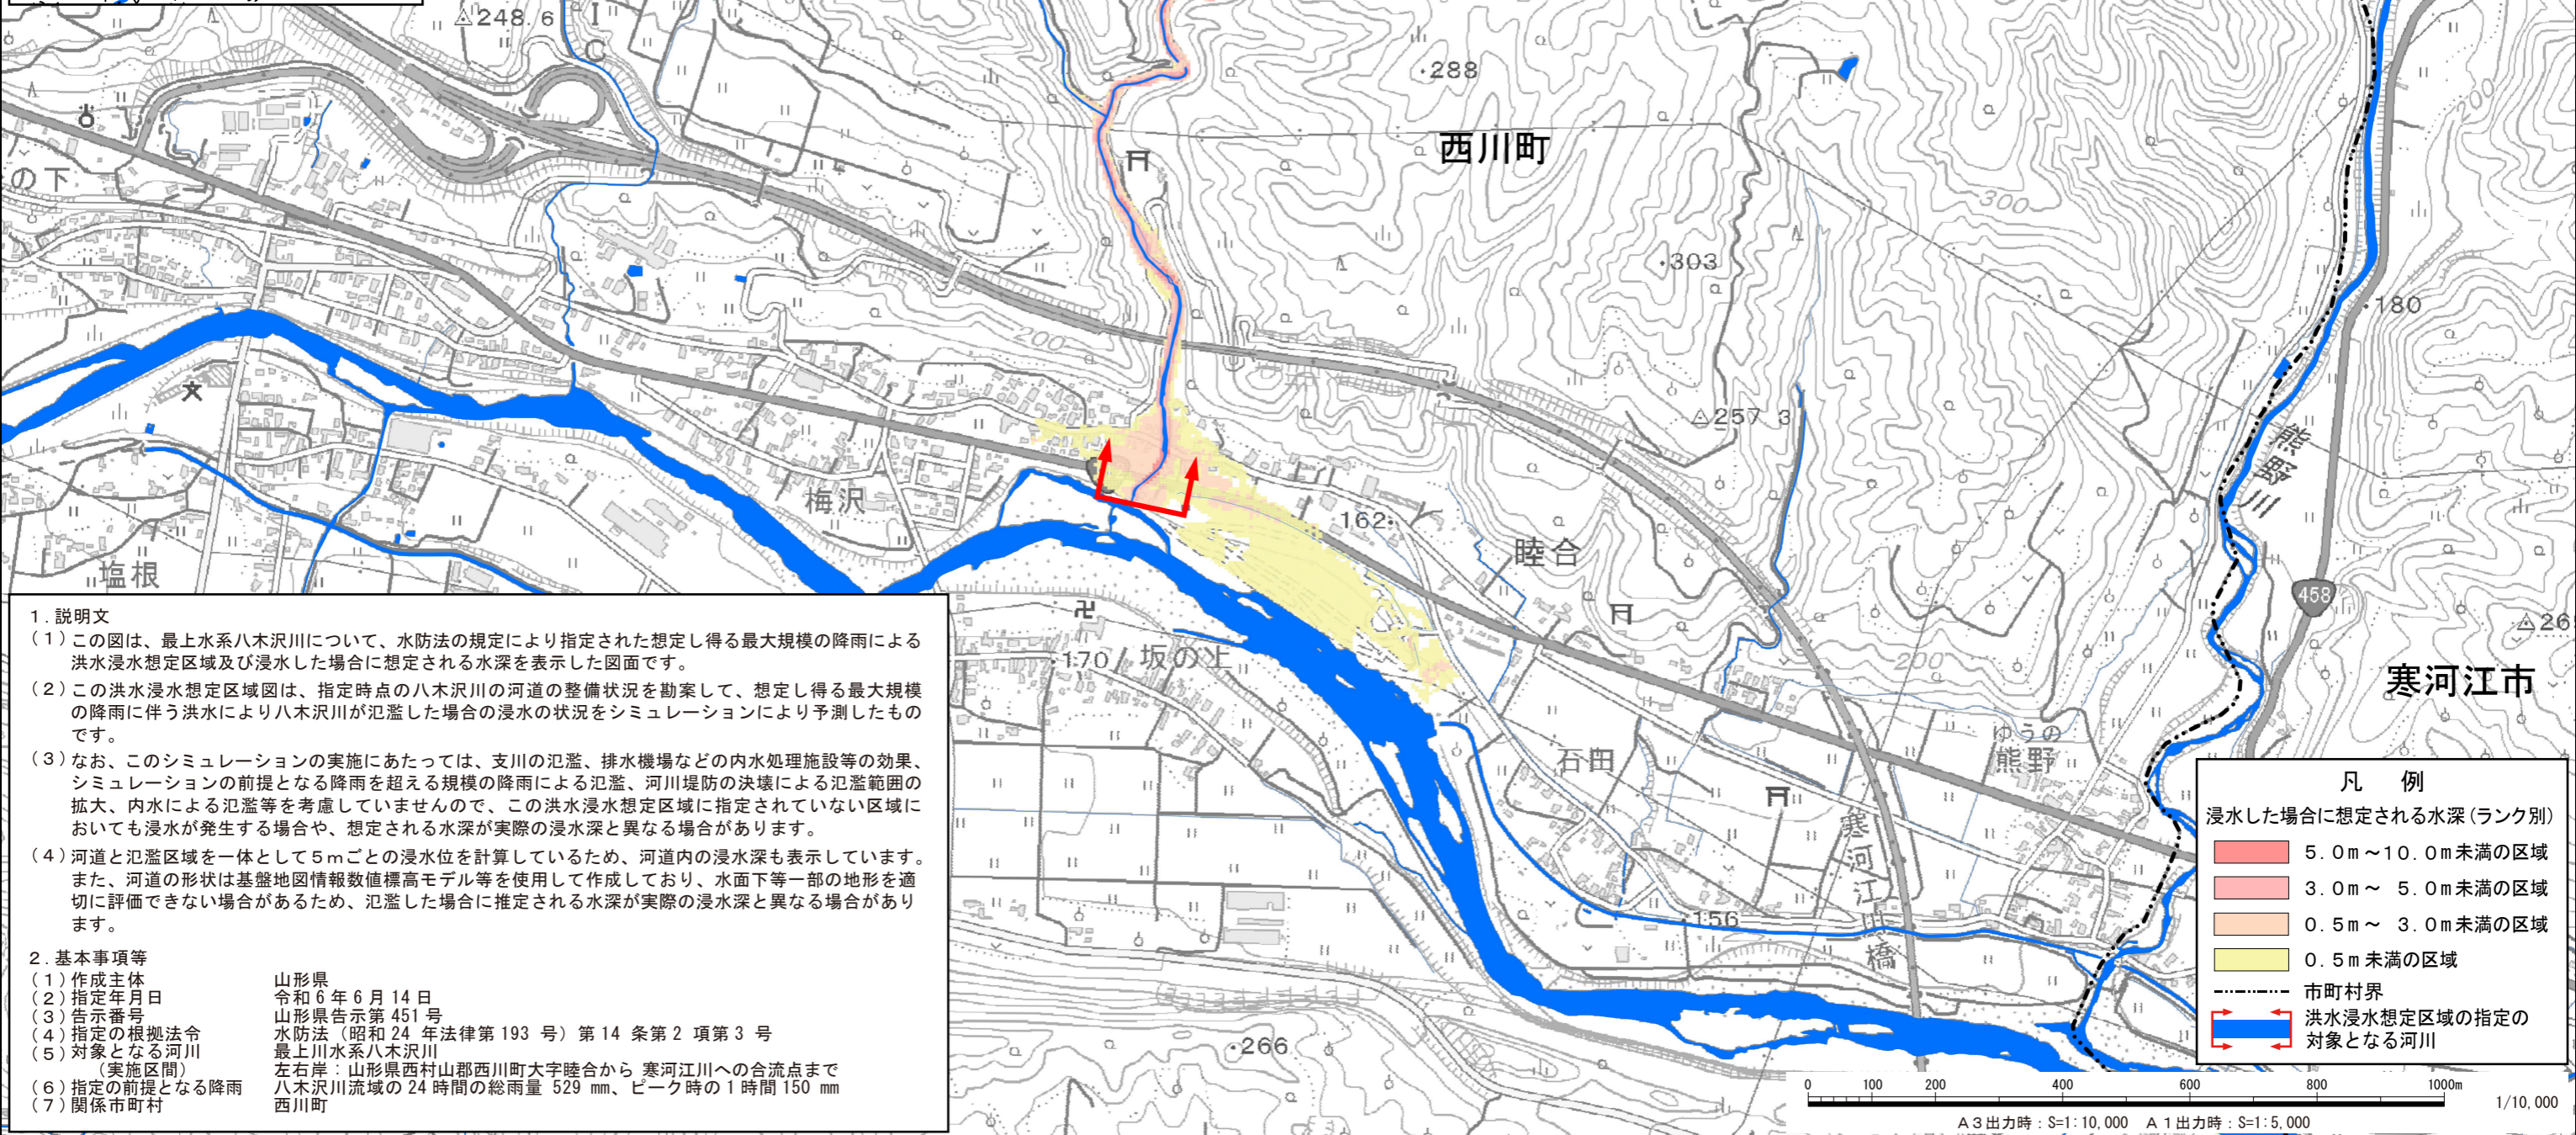 248.6
I
C
288
西川町
の下
300
303
180
200
200
257 3
熊野川
梅沢
162
睦合
塩根
458
170
坂の上
200
寒河江市
石田
ゆうの
熊野
寒河江橋
156
266
1.説明文
(1)この図は、最上水系八木沢川について、水防法の規定により指定された想定し得る最大規模の降雨による
洪水浸水想定区域及び浸水した場合に想定される水深を表示した図面です。
(2)この洪水浸水想定区域図は、指定時点の八木沢川の河道の整備状況を勘案して、想定し得る最大規模
の降雨に伴う洪水により八木沢川が氾濫した場合の浸水の状況をシミュレーションにより予測したもの
です。
(3)なお、このシミュレーションの実施にあたっては、支川の氾濫、排水機場などの内水処理施設等の効果、
シミュレーションの前提となる降雨を超える規模の降雨による氾濫、河川堤防の決壊による氾濫範囲の
拡大、内水による氾濫等を考慮していませんので、この洪水浸水想定区域に指定されていない区域に
おいても浸水が発生する場合や、想定される水深が実際の浸水深と異なる場合があります。
(4)河道と氾濫区域を一体として5mごとの浸水位を計算しているため、河道内の浸水深も表示しています。
また、河道の形状は基盤地図情報数値標高モデル等を使用して作成しており、水面下等一部の地形を適
切に評価できない場合があるため、氾濫した場合に推定される水深が実際の浸水深と異なる場合があり
ます。
2.基本事項等
(1)作成主体 山形県
(2)指定年月日 令和6年6月14日
(3)告示番号 山形県告示第451号
(4)指定の根拠法令 水防法(昭和24 年法律第193 号)第14 条第2 項第3 号
(5)対象となる河川 最上川水系八木沢川
(実施区間) 左右岸:山形県西村山郡西川町大字睦合から 寒河江川への合流点まで
(6)指定の前提となる降雨 八木沢川流域の24時間の総雨量 529 mm、ピーク時の1時間150 mm
(7)関係市町村 西川町
凡 例
浸水した場合に想定される水深(ランク別)
5.0m~10.0m未満の区域
3.0m~ 5.0m未満の区域
0.5m~ 3.0m未満の区域
0.5m未満の区域
市町村界
洪水浸水想定区域の指定の
対象となる河川
0 100 200 400 600 800 1000m
1/10,000
A3出力時:S=1:10,000 A1出力時:S=1:5,000